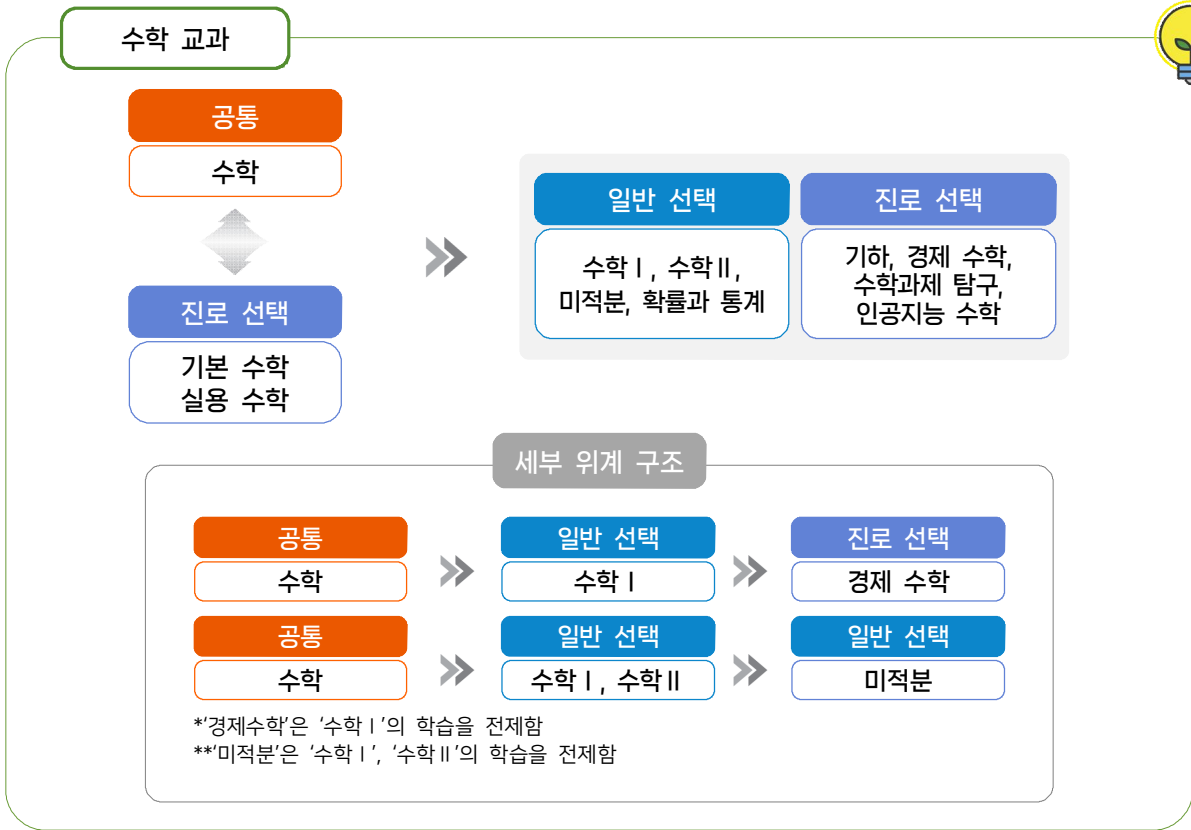 수학 교과
공통
수학
진로 선택
기본 수학
실용 수학
일반 선택
수학Ⅰ, 수학Ⅱ,
미적분, 확률과 통계
진로 선택
기하, 경제 수학,
수학과제 탐구,
인공지능 수학
세부 위계 구조
공통
수학
일반 선택
수학Ⅰ
진로 선택
경제 수학
공통
수학
일반 선택
수학Ⅰ, 수학Ⅱ
일반 선택
미적분
*‘경제수학’은 ‘수학Ⅰ’의 학습을 전제함
**‘미적분’은 ‘수학Ⅰ’, ‘수학Ⅱ’의 학습을 전제함